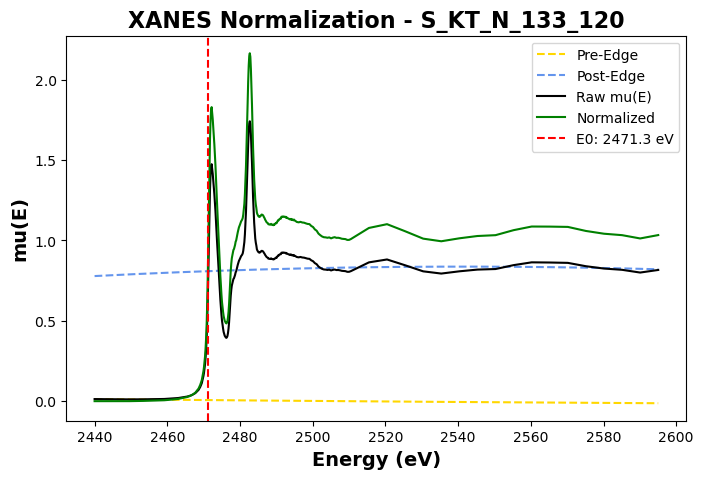 XANES Normalization - S_KT_N_133_120
mu(E)
2.0
1.5
1.0
0.5
0.0
Pre-Edge
Post-Edge
Raw mu(E)
Normalized
E0: 2471.3 eV
2440 2460 2480 2500 2520 2540 2560 2580 2600
Energy (eV)